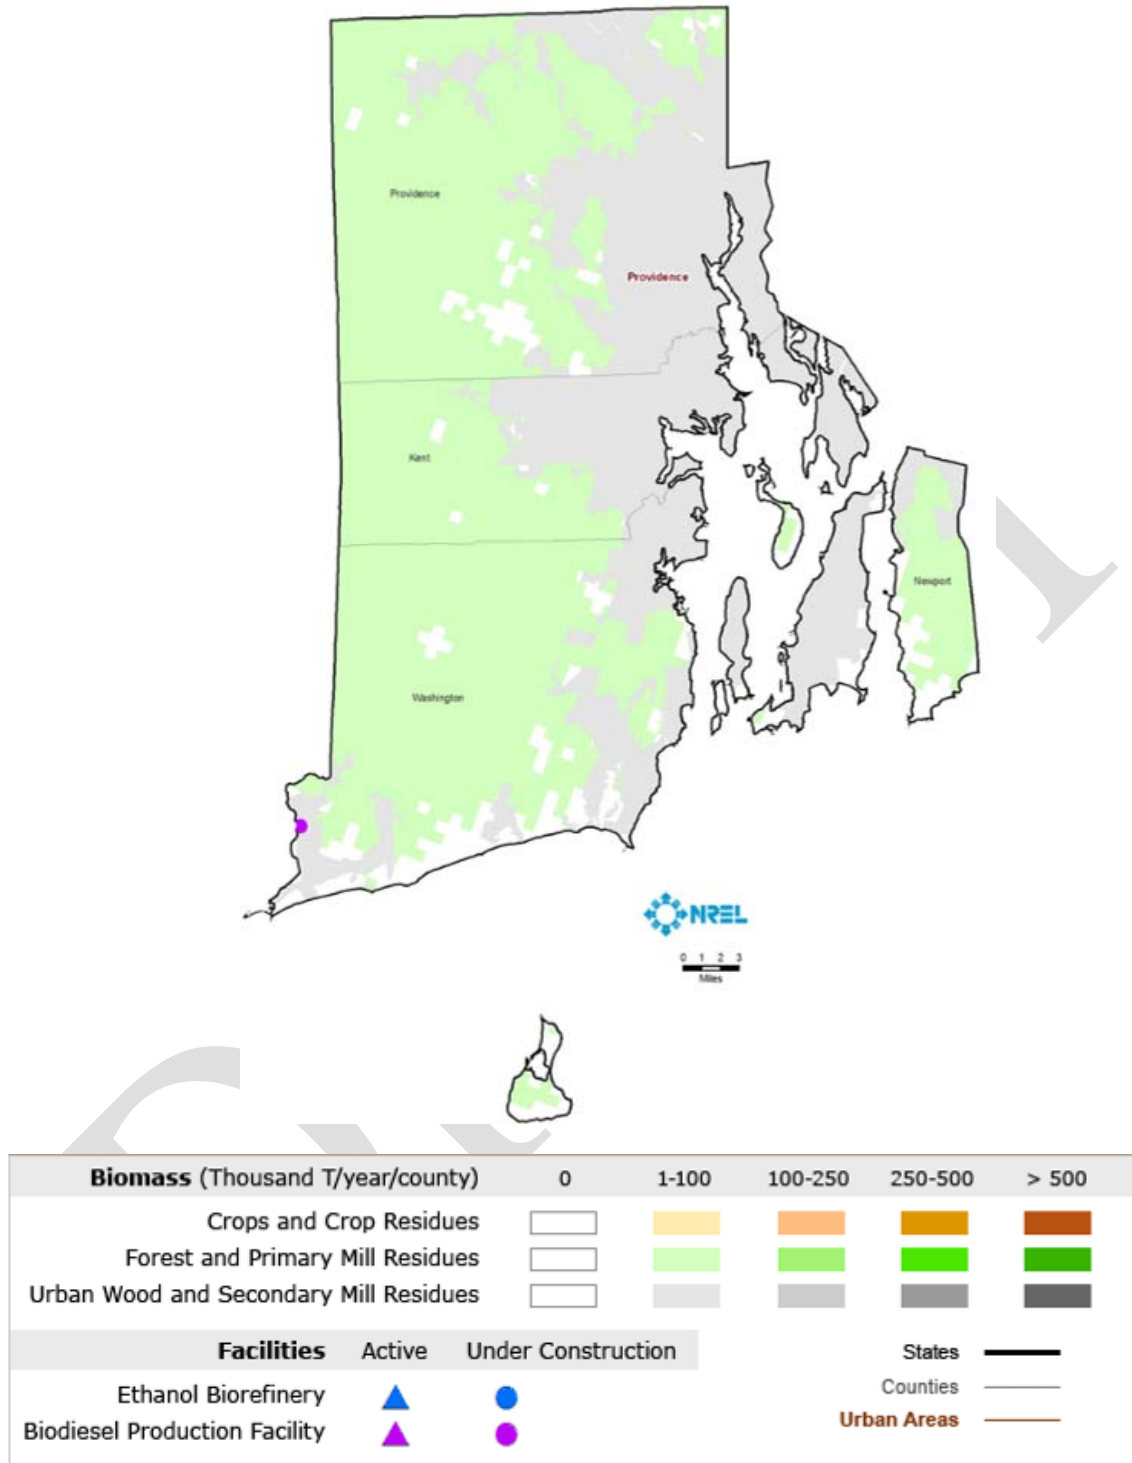 Providence
Providence
Kent
Newport
Washington
NREL
0 1 2 3
Miles
Biomass (Thousand T/year/county) 0 1-100 100-250 250-500 > 500
Crops and Crop Residues
Forest and Primary Mill Residues
Urban Wood and Secondary Mill Residues
Facilities Active Under Construction
Ethanol Biorefinery
Biodiesel Production Facility
States
Counties
Urban Areas